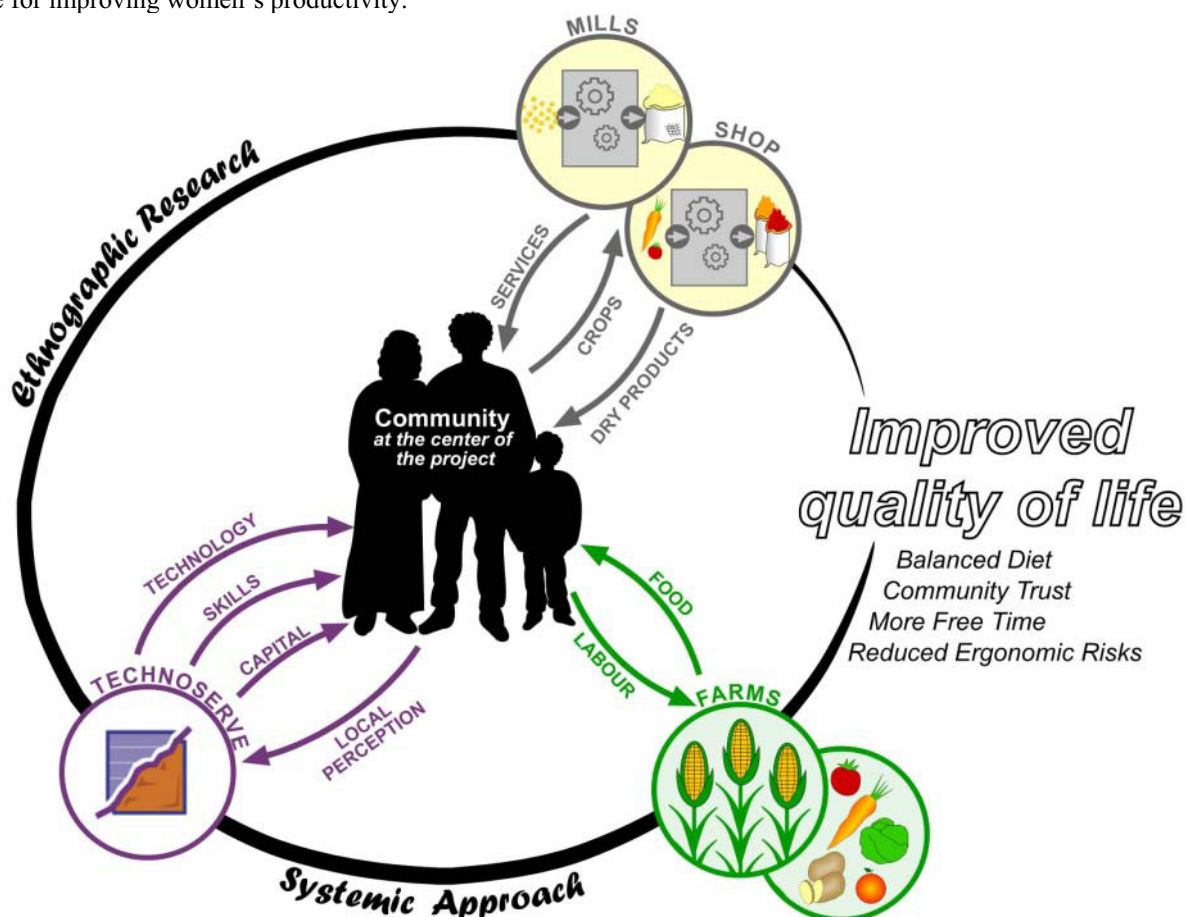 e for improving women's productivity.
MILLS
SHOP
Ethnographic Research
SERVICES
CROPS
DRY PRODUCTS
Community
at the center of
the project
Improved
quality of life
Balanced Diet
Community Trust
More Free Time
Reduced Ergonomic Risks
TECHNOLOGY
SKILLS
CAPITAL
LOCAL
PERCEPTION
TECHNOSERVE
FOOD
LABOUR
FARMS
Systemic Approach